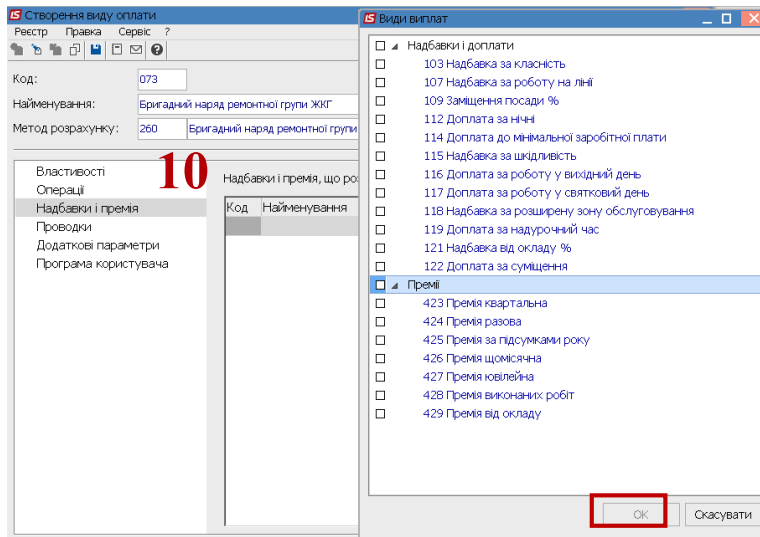 Створення виду оплати
Реєстр Правка Сервіс ?
Код: 073
Найменування: Бригадний наряд ремонтної групи ЖКГ
Метод розрахунку: 260 Бригадний наряд ремонтної групи
10
Властивості
Операції
Надбавки і премія
Проводки
Додаткові параметри
Програма користувача
Надбавки і премія, що ро
Код Найменування
Види виплат
Надбавки і доплати
103 Надбавка за класність
107 Надбавка за роботу на лінії
109 Заміщення посади %
112 Доплата за нічні
114 Доплата до мінімальної заробітної плати
115 Надбавка за шкідливість
116 Доплата за роботу у вихідний день
117 Доплата за роботу у святковий день
118 Надбавка за розширену зону обслуговування
119 Доплата за надурочний час
121 Надбавка від окладу %
122 Доплата за суміщення
Премії
423 Премія квартальна
424 Премія разова
425 Премія за підсумками року
426 Премія щомісячна
427 Премія ювілейна
428 Премія виконаних робіт
429 Премія від окладу
OK Скасувати